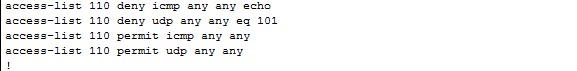 access-list 110 deny icmp any any echo
access-list 110 deny udp any any eq 101
access-list 110 permit icmp any any
access-list 110 permit udp any any
!